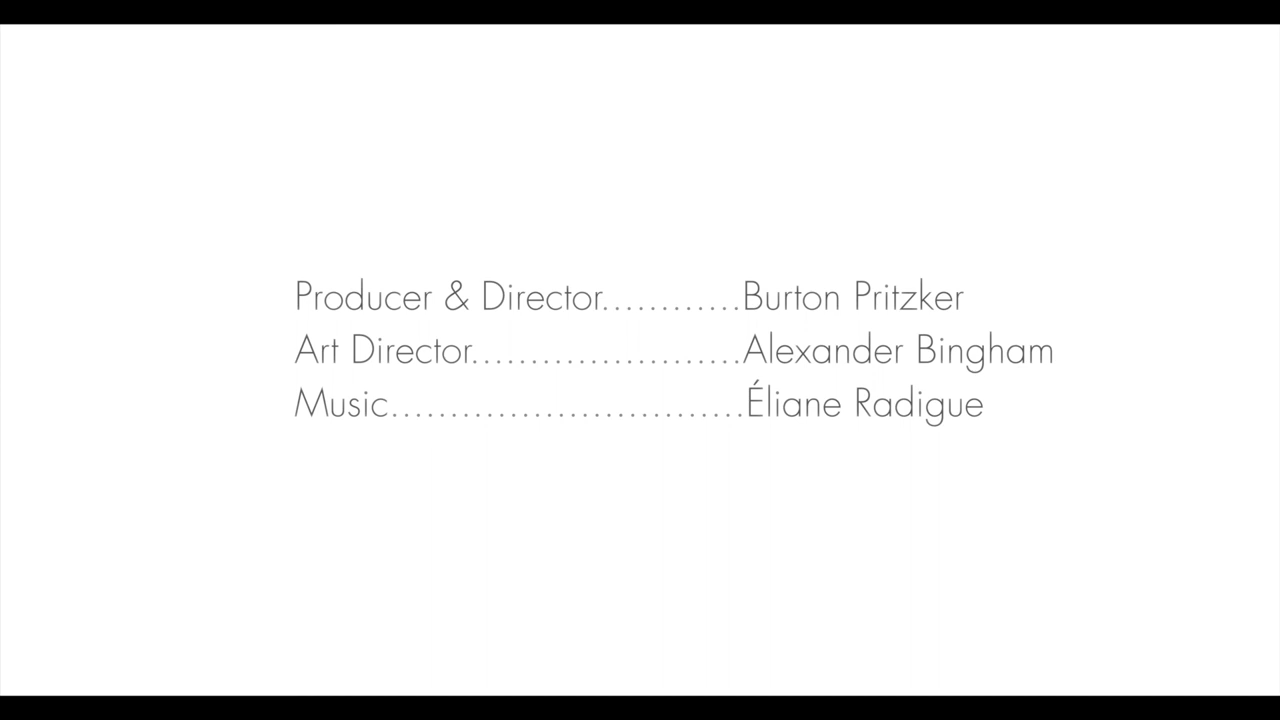 Producer & Director............Burton Pritzker
Art Director.......................Alexander Bingham
Music..............................Éliane Radigue